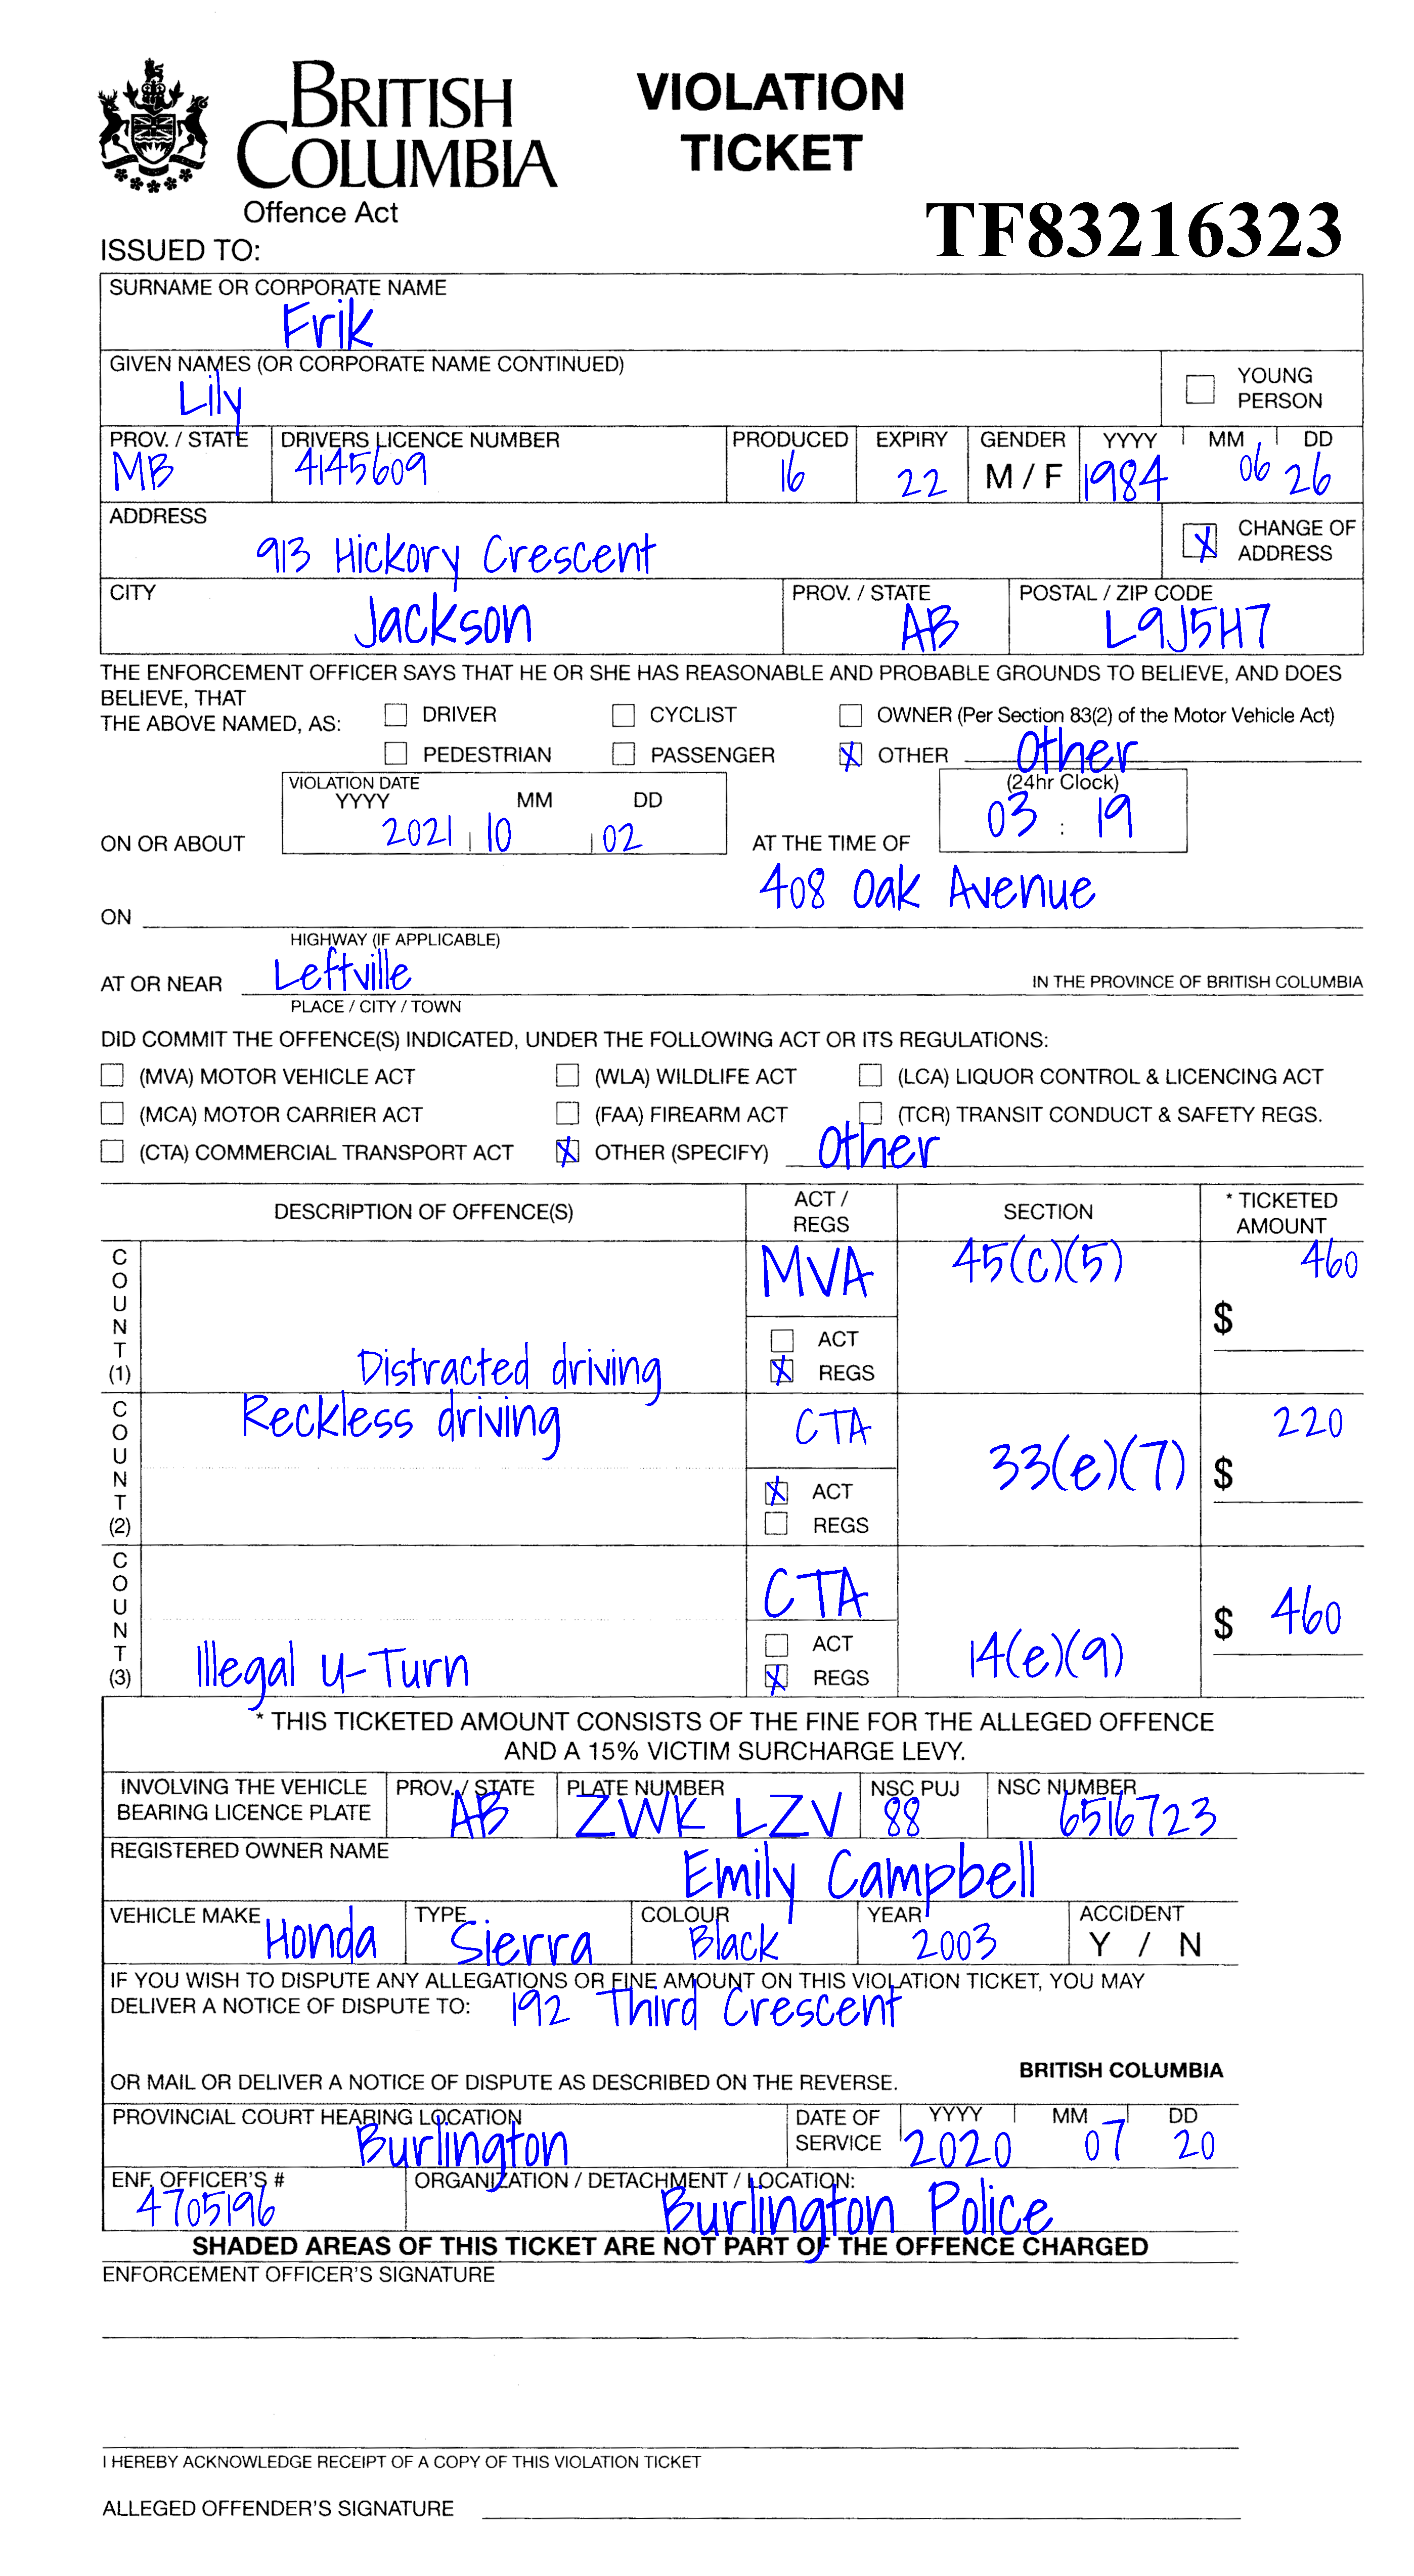 BRITISH COLUMBIA
Offence Act
VIOLATION TICKET
TF83216323
ISSUED TO:
SURNAME OR CORPORATE NAME
Erik
GIVEN NAMES (OR CORPORATE NAME CONTINUED)
Lily
YOUNG PERSON
PROV. / STATE DRIVERS LICENCE NUMBER PRODUCED EXPIRY GENDER YYYY MM DD
MB 4145609 16 22 M / F 1984 06 26
ADDRESS
913 Hickory Crescent
X CHANGE OF ADDRESS
CITY PROV. / STATE POSTAL / ZIP CODE
Jackson AB L9J5H7
THE ENFORCEMENT OFFICER SAYS THAT HE OR SHE HAS REASONABLE AND PROBABLE GROUNDS TO BELIEVE, AND DOES
BELIEVE, THAT
THE ABOVE NAMED, AS: DRIVER CYCLIST OWNER (Per Section 83(2) of the Motor Vehicle Act)
PEDESTRIAN PASSENGER X OTHER Other
VIOLATION DATE (24hr Clock)
YYYY MM DD
ON OR ABOUT 2021 10 02 AT THE TIME OF 03 : 19
ON 408 Oak Avenue
HIGHWAY (IF APPLICABLE)
AT OR NEAR Leftville IN THE PROVINCE OF BRITISH COLUMBIA
PLACE / CITY / TOWN
DID COMMIT THE OFFENCE(S) INDICATED, UNDER THE FOLLOWING ACT OR ITS REGULATIONS:
(MVA) MOTOR VEHICLE ACT (WLA) WILDLIFE ACT (LCA) LIQUOR CONTROL & LICENCING ACT
(MCA) MOTOR CARRIER ACT (FAA) FIREARM ACT (TCR) TRANSIT CONDUCT & SAFETY REGS.
(CTA) COMMERCIAL TRANSPORT ACT X OTHER (SPECIFY) Other
DESCRIPTION OF OFFENCE(S) ACT / REGS SECTION * TICKETED AMOUNT
COUNT (1) Distracted driving MVA 45(c)(5) $ 460
ACT
X REGS
COUNT (2) Reckless driving CTA 33(e)(7) $ 220
X ACT
REGS
COUNT (3) Illegal U-Turn CTA 14(e)(9) $ 460
ACT
X REGS
* THIS TICKETED AMOUNT CONSISTS OF THE FINE FOR THE ALLEGED OFFENCE
AND A 15% VICTIM SURCHARGE LEVY.
INVOLVING THE VEHICLE BEARING LICENCE PLATE PROV. / STATE PLATE NUMBER NSC PUJ NSC NUMBER
AB ZWK LZV 88 6516723
REGISTERED OWNER NAME
Emily Campbell
VEHICLE MAKE TYPE COLOUR YEAR ACCIDENT
Honda Sierra Black 2003 Y / N
IF YOU WISH TO DISPUTE ANY ALLEGATIONS OR FINE AMOUNT ON THIS VIOLATION TICKET, YOU MAY
DELIVER A NOTICE OF DISPUTE TO: 192 Third Crescent
BRITISH COLUMBIA
OR MAIL OR DELIVER A NOTICE OF DISPUTE AS DESCRIBED ON THE REVERSE.
PROVINCIAL COURT HEARING LOCATION DATE OF SERVICE YYYY MM DD
Burlington 2020 07 20
ENF. OFFICER'S # ORGANIZATION / DETACHMENT / LOCATION:
4705196 Burlington Police
SHADED AREAS OF THIS TICKET ARE NOT PART OF THE OFFENCE CHARGED
ENFORCEMENT OFFICER'S SIGNATURE
I HEREBY ACKNOWLEDGE RECEIPT OF A COPY OF THIS VIOLATION TICKET
ALLEGED OFFENDER'S SIGNATURE